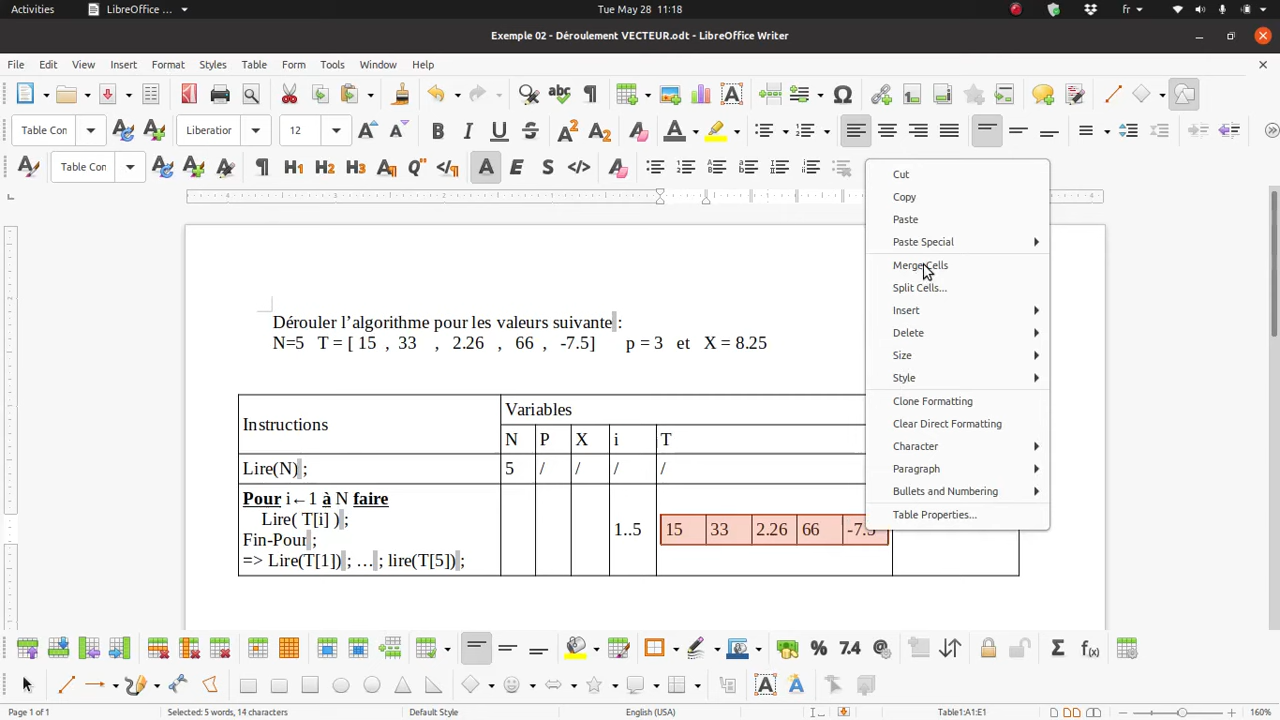 Activities
LibreOffice ...
Tue May 28 11:18
fr
Exemple 02 - Déroulement VECTEUR.odt - LibreOffice Writer
File
Edit
View
Insert
Format
Styles
Table
Form
Tools
Window
Help
Table Con
Liberation
12
Table Con
H1
H2
H3
Cut
Copy
Paste
Paste Special
Merge Cells
Split Cells...
Insert
Delete
Size
Style
Clone Formatting
Clear Direct Formatting
Character
Paragraph
Bullets and Numbering
Table Properties...
Dérouler l’algorithme pour les valeurs suivante :
N=5 T = [ 15 , 33 , 2.26 , 66 , -7.5] p = 3 et X = 8.25
Instructions
Variables
N P X i T
Lire(N) ; 5 / / / /
Pour i←1 à N faire
Lire( T[i] ) ;
Fin-Pour ;
=> Lire(T[1]) ; … ; lire(T[5]) ;
1..5
15 33 2.26 66 -7.5
Page 1 of 1
Selected: 5 words, 14 characters
Default Style
English (USA)
Table1:A1:E1
160%